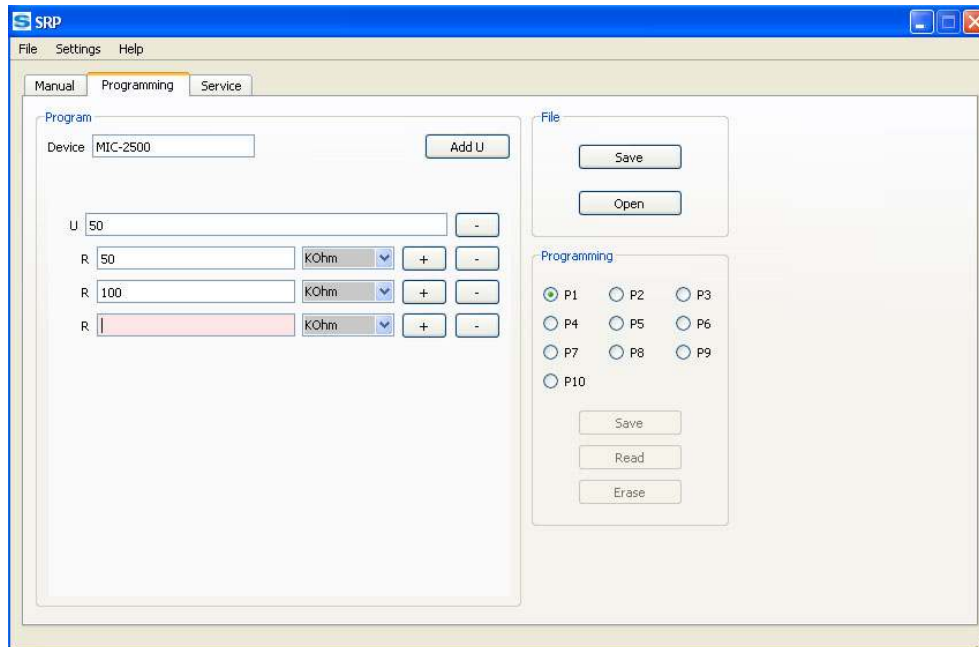 S SRP
File Settings Help
Manual Programming Service
Program
Device MIC-2500 Add U
U 50 -
R 50 KOhm + -
R 100 KOhm + -
R KOhm + -
File
Save
Open
Programming
P1 P2 P3
P4 P5 P6
P7 P8 P9
P10
Save
Read
Erase